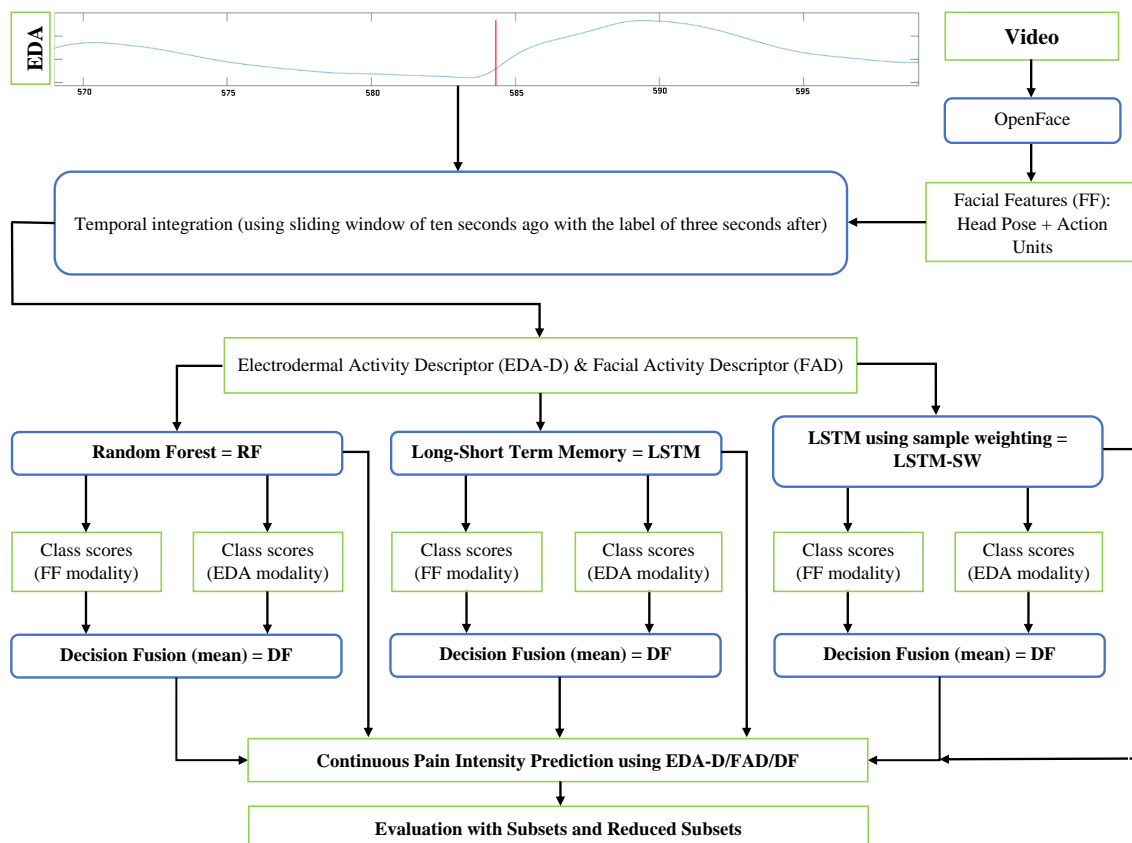 EDA
570
575
580
585
590
595
Video
OpenFace
Facial Features (FF):
Head Pose + Action
Units
Temporal integration (using sliding window of ten seconds ago with the label of three seconds after)
Electrodermal Activity Descriptor (EDA-D) & Facial Activity Descriptor (FAD)
Random Forest = RF
Long-Short Term Memory = LSTM
LSTM using sample weighting =
LSTM-SW
Class scores
(FF modality)
Class scores
(EDA modality)
Class scores
(FF modality)
Class scores
(EDA modality)
Class scores
(FF modality)
Class scores
(EDA modality)
Decision Fusion (mean) = DF
Decision Fusion (mean) = DF
Decision Fusion (mean) = DF
Continuous Pain Intensity Prediction using EDA-D/FAD/DF
Evaluation with Subsets and Reduced Subsets